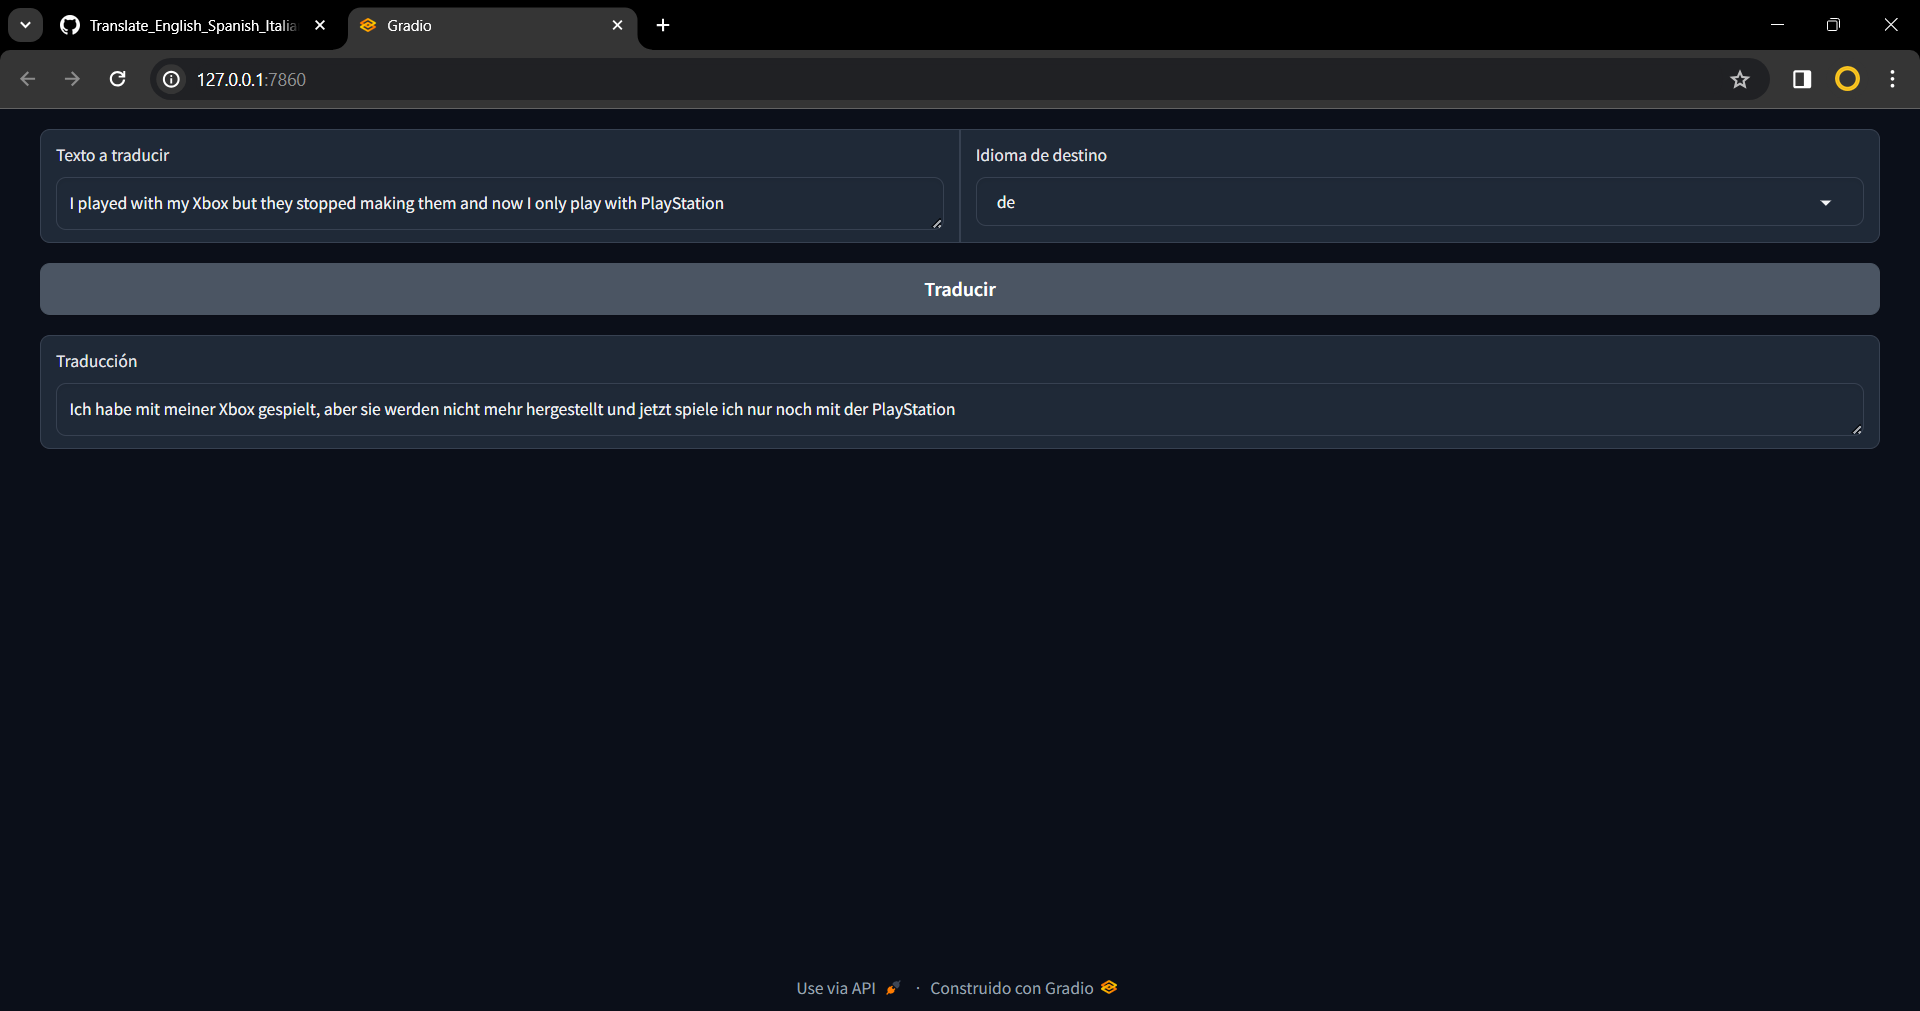 Translate_English_Spanish_Italia
Gradio
127.0.0.1:7860
Texto a traducir
Idioma de destino
I played with my Xbox but they stopped making them and now I only play with PlayStation
de
Traducir
Traducción
Ich habe mit meiner Xbox gespielt, aber sie werden nicht mehr hergestellt und jetzt spiele ich nur noch mit der PlayStation
Use via API · Construido con Gradio